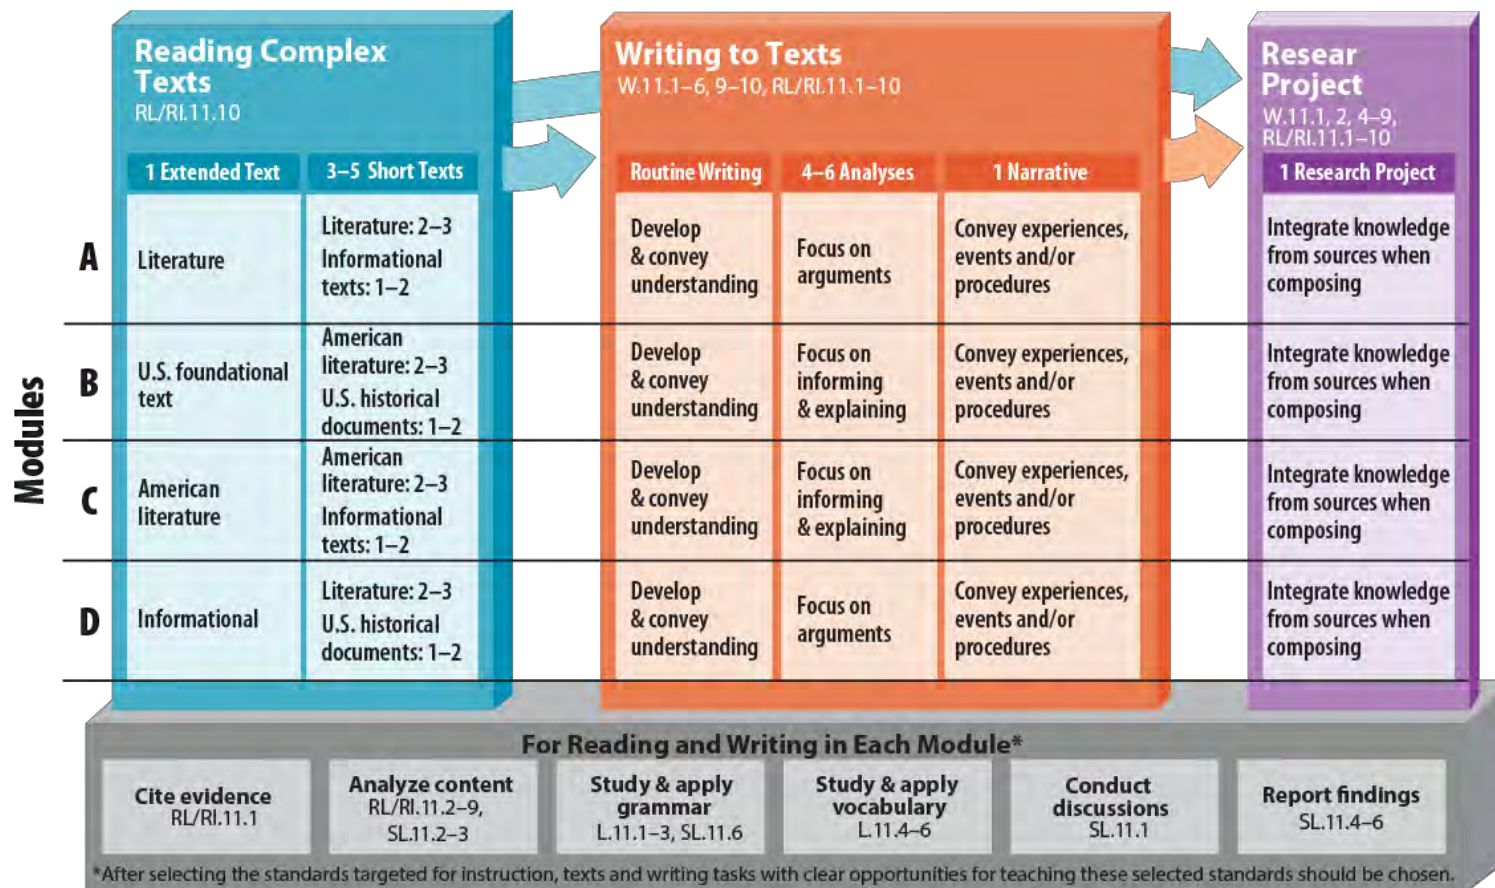 Reading Complex
Texts
RL/RI.11.10
1 Extended Text
3–5 Short Texts
Writing to Texts
W.11.1–6, 9–10, RL/RI.11.1–10
Routine Writing
4–6 Analyses
1 Narrative
Resear
Project
W.11.1, 2, 4–9,
RL/RI.11.1–10
1 Research Project
Modules
A
Literature
Literature: 2–3
Informational
texts: 1–2
Develop
& convey
understanding
Focus on
arguments
Convey experiences,
events and/or
procedures
Integrate knowledge
from sources when
composing
B
U.S. foundational
text
American
literature: 2–3
U.S. historical
documents: 1–2
Develop
& convey
understanding
Focus on
informing
& explaining
Convey experiences,
events and/or
procedures
Integrate knowledge
from sources when
composing
C
American
literature
American
literature: 2–3
Informational
texts: 1–2
Develop
& convey
understanding
Focus on
informing
& explaining
Convey experiences,
events and/or
procedures
Integrate knowledge
from sources when
composing
D
Informational
Literature: 2–3
U.S. historical
documents: 1–2
Develop
& convey
understanding
Focus on
arguments
Convey experiences,
events and/or
procedures
Integrate knowledge
from sources when
composing
For Reading and Writing in Each Module*
Cite evidence
RL/RI.11.1
Analyze content
RL/RI.11.2–9,
SL.11.2–3
Study & apply
grammar
L.11.1–3, SL.11.6
Study & apply
vocabulary
L.11.4–6
Conduct
discussions
SL.11.1
Report findings
SL.11.4–6
*After selecting the standards targeted for instruction, texts and writing tasks with clear opportunities for teaching these selected standards should be chosen.